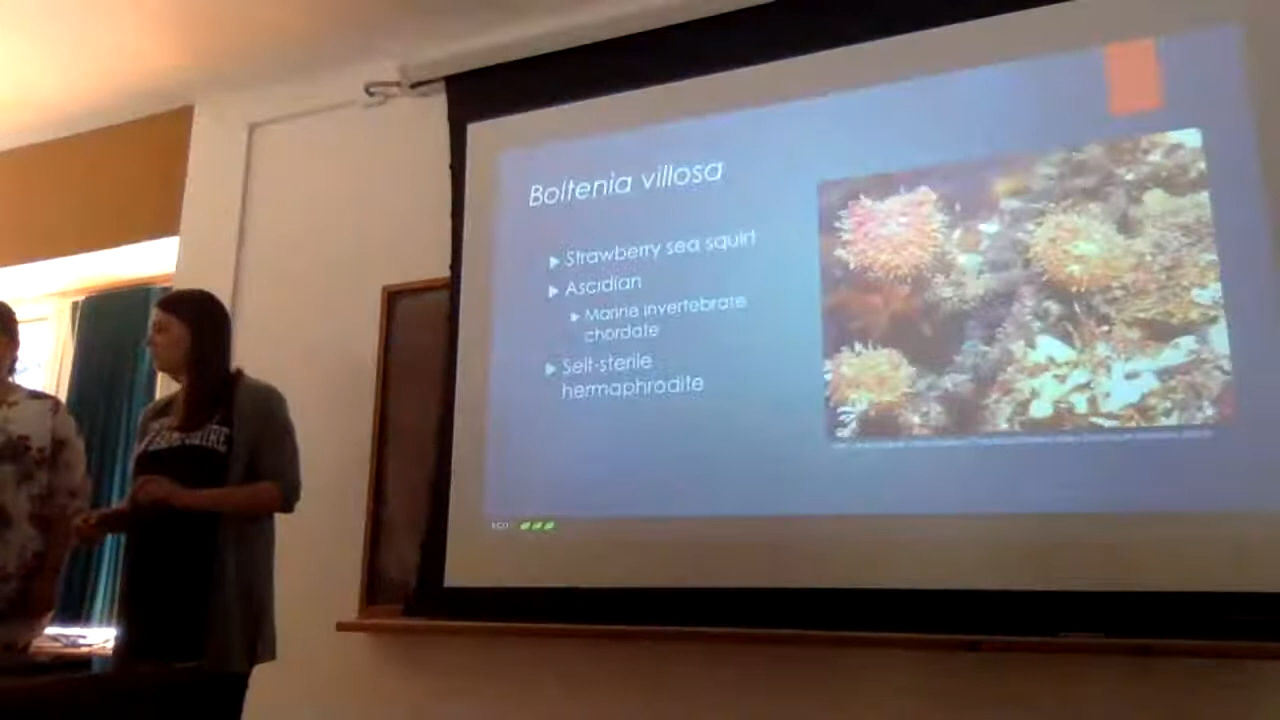 Boltenia villosa
Strawberry sea squirt
Ascidian
Marine invertebrate
chordate
Self-sterile
hermaphrodite